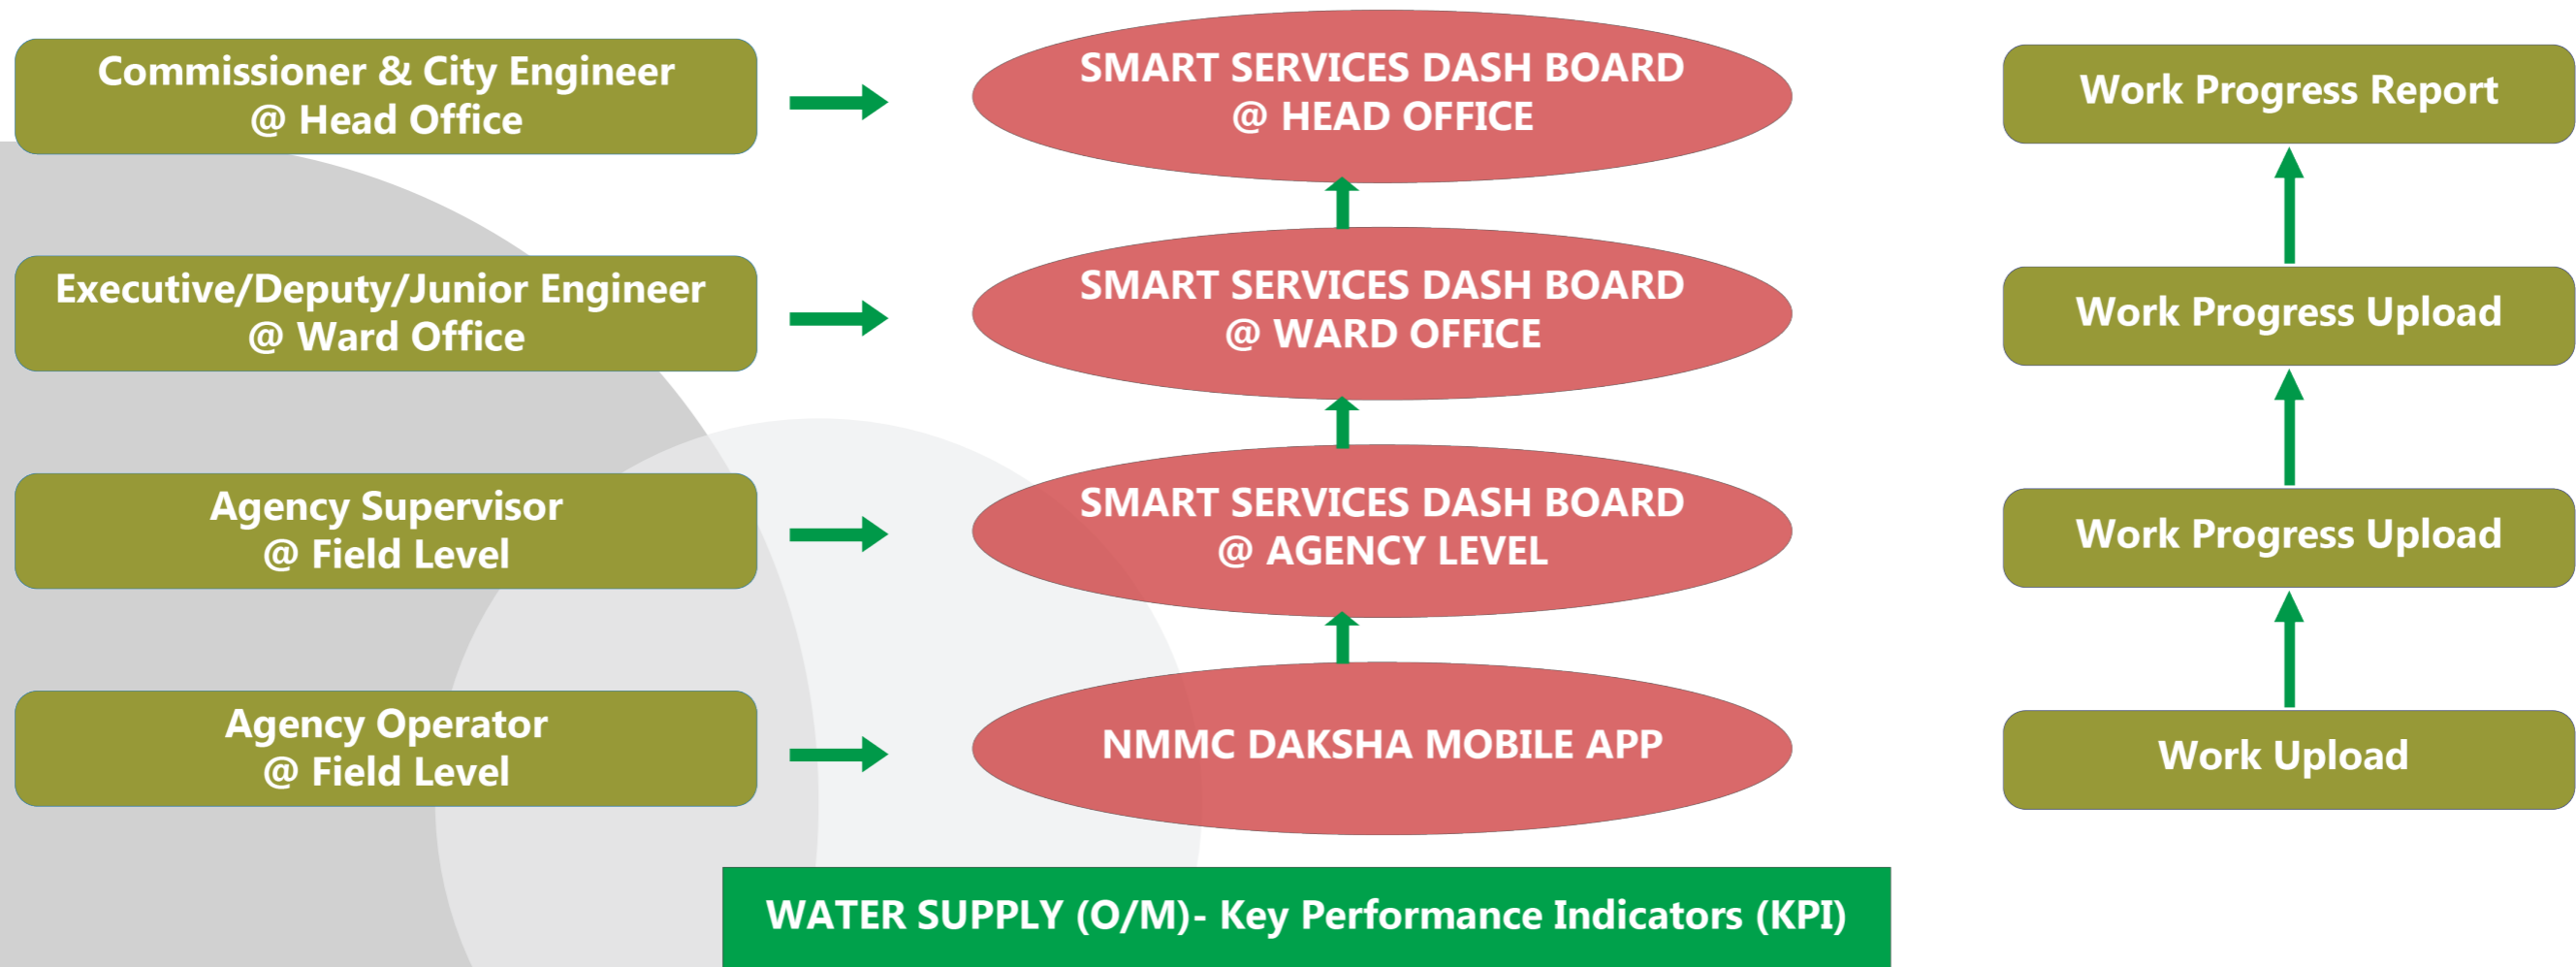 Commissioner & City Engineer
@ Head Office
SMART SERVICES DASH BOARD
@ HEAD OFFICE
Work Progress Report
Executive/Deputy/Junior Engineer
@ Ward Office
SMART SERVICES DASH BOARD
@ WARD OFFICE
Work Progress Upload
Agency Supervisor
@ Field Level
SMART SERVICES DASH BOARD
@ AGENCY LEVEL
Work Progress Upload
Agency Operator
@ Field Level
NMMC DAKSHA MOBILE APP
Work Upload
WATER SUPPLY (O/M)- Key Performance Indicators (KPI)